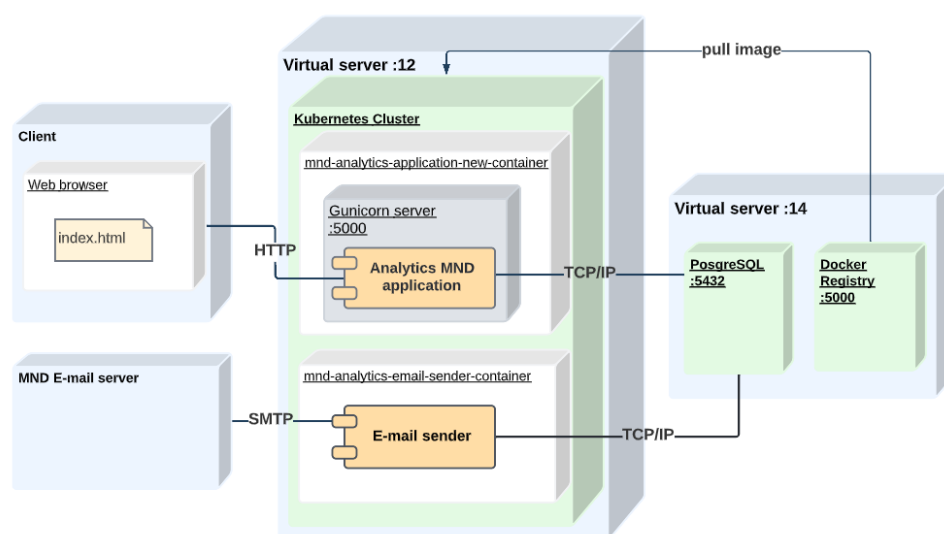 pull image
Virtual server :12
Kubernetes Cluster
Client
mnd-analytics-application-new-container
Web browser
Gunicorn server
:5000
index.html
HTTP
Analytics MND
application
TCP/IP
Virtual server :14
PosgreSQL
:5432
Docker
Registry
:5000
MND E-mail server
mnd-analytics-email-sender-container
SMTP
E-mail sender
TCP/IP